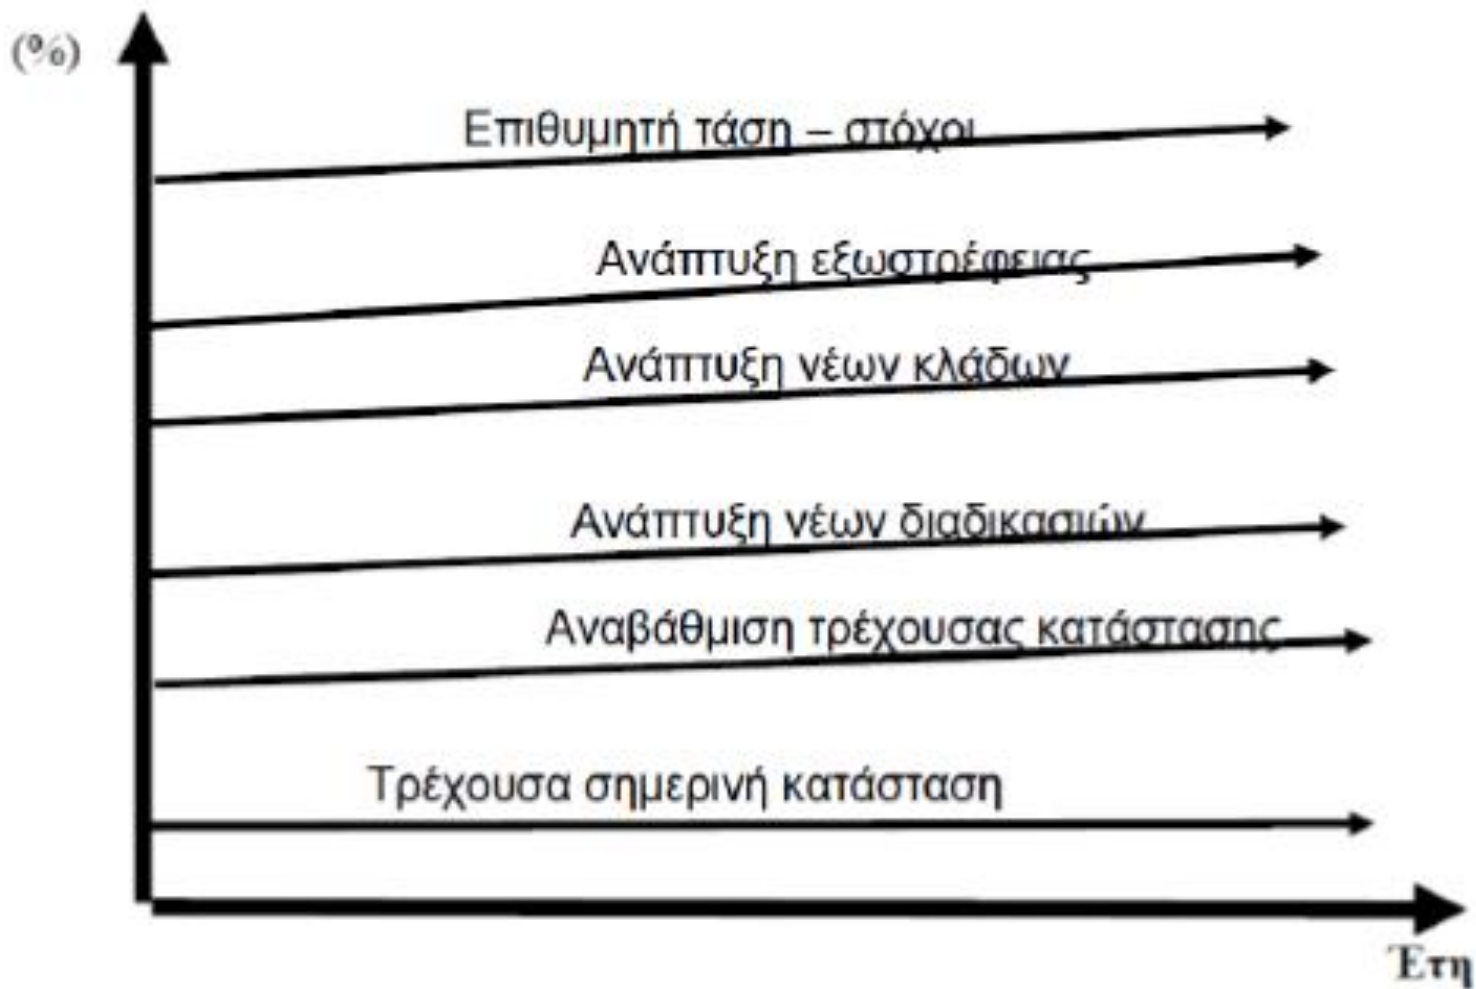 (%)
Επιθυμητή τάση – στόχοι
Ανάπτυξη εξωστρέφειας
Ανάπτυξη νέων κλάδων
Ανάπτυξη νέων διαδικασιών
Αναβάθμιση τρέχουσας κατάστασης
Τρέχουσα σημερινή κατάσταση
Έτη